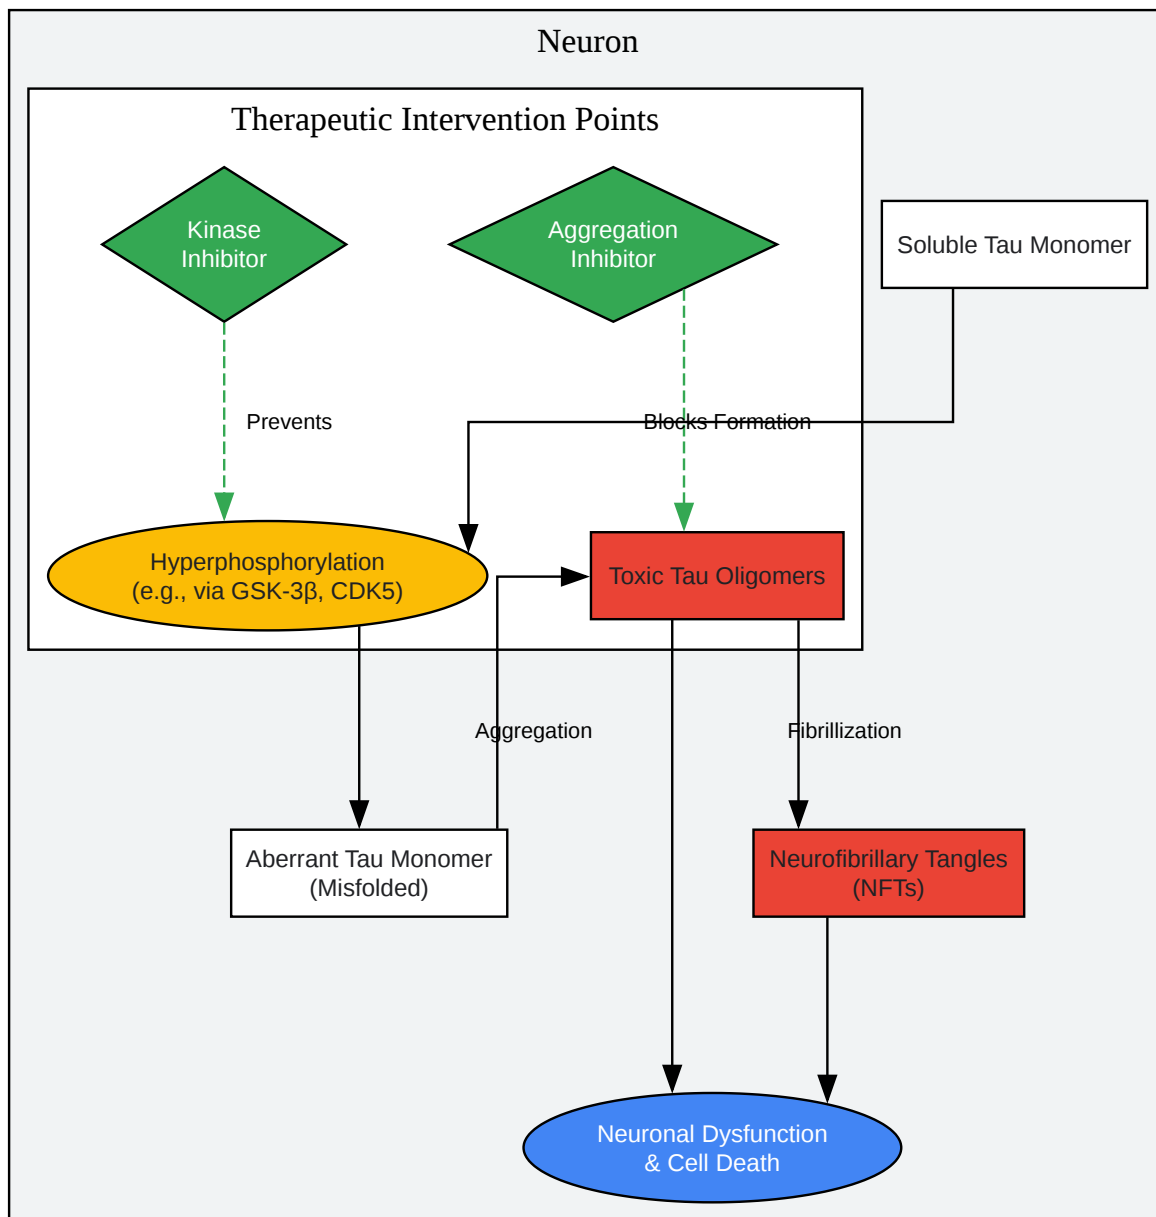 Neuron
Therapeutic Intervention Points
Kinase
Inhibitor
Aggregation
Inhibitor
Soluble Tau Monomer
Prevents
Blocks Formation
Hyperphosphorylation
(e.g., via GSK-3β, CDK5)
Toxic Tau Oligomers
Aggregation
Fibrillization
Aberrant Tau Monomer
(Misfolded)
Neurofibrillary Tangles
(NFTs)
Neuronal Dysfunction
& Cell Death